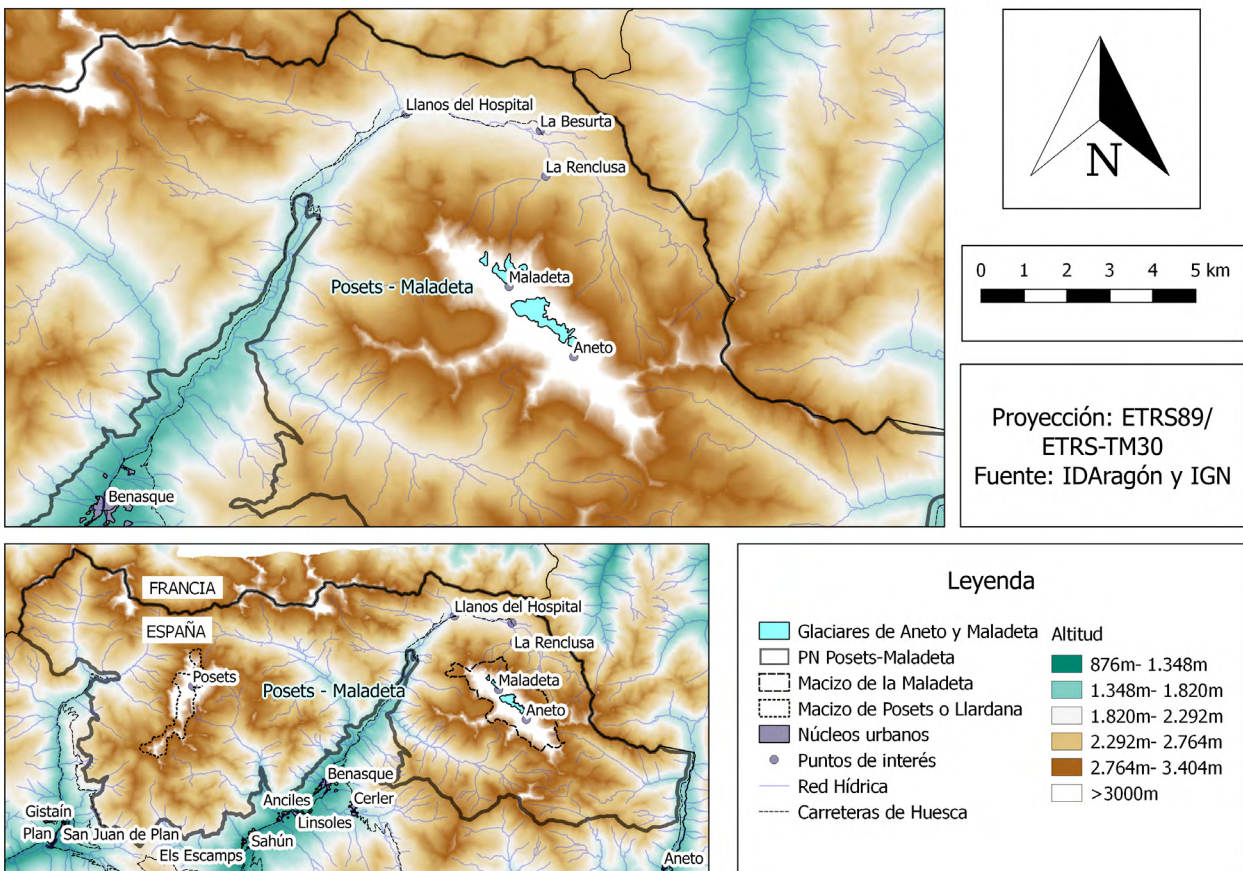 Llanos del Hospital
La Besurta
La Renclusa
Maladeta
Posets - Maladeta
Aneto
Benasque
N
0 1 2 3 4 5 km
Proyección: ETRS89/
ETRS-TM30
Fuente: IDAragón y IGN
FRANCIA
ESPAÑA
Llanos del Hospital
La Renclusa
Posets
Maladeta
Posets - Maladeta
Aneto
Benasque
Anciles
Cerler
Gistaín
Linsoles
Plan
San Juan de Plan
Sahún
Els Escamps
Aneto
Leyenda
Glaciares de Aneto y Maladeta
PN Posets-Maladeta
Macizo de la Maladeta
Macizo de Posets o Llardana
Núcleos urbanos
Puntos de interés
Red Hídrica
Carreteras de Huesca
Altitud
876m- 1.348m
1.348m- 1.820m
1.820m- 2.292m
2.292m- 2.764m
2.764m- 3.404m
>3000m